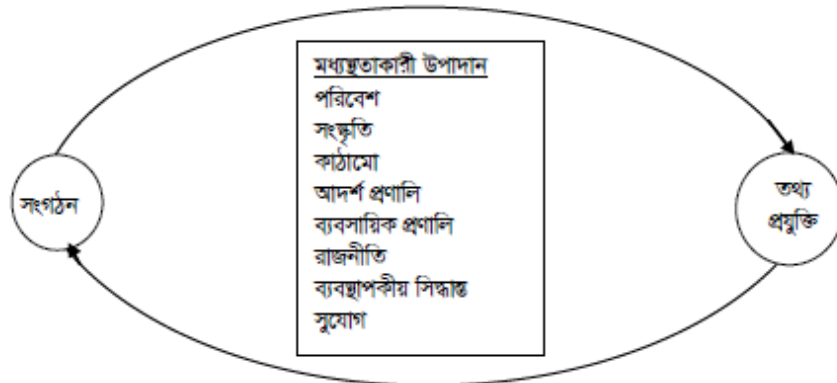 মধ্যস্থতাকারী উপাদান
পরিবেশ
সংস্কৃতি
কাঠামো
আদর্শ প্রণালি
ব্যবসায়িক প্রণালি
রাজনীতি
ব্যবস্থাপকীয় সিদ্ধান্ত
সুযোগ
সংগঠন
তথ্য
প্রযুক্তি